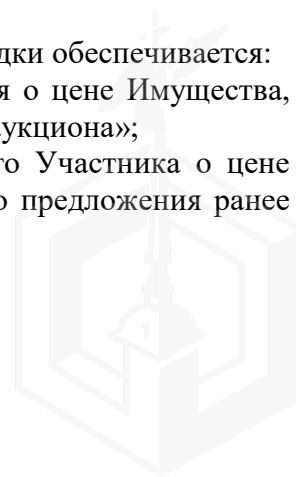 дки обеспечивается:
я о цене Имущества,
укциона»;
го Участника о цене
о предложения ранее